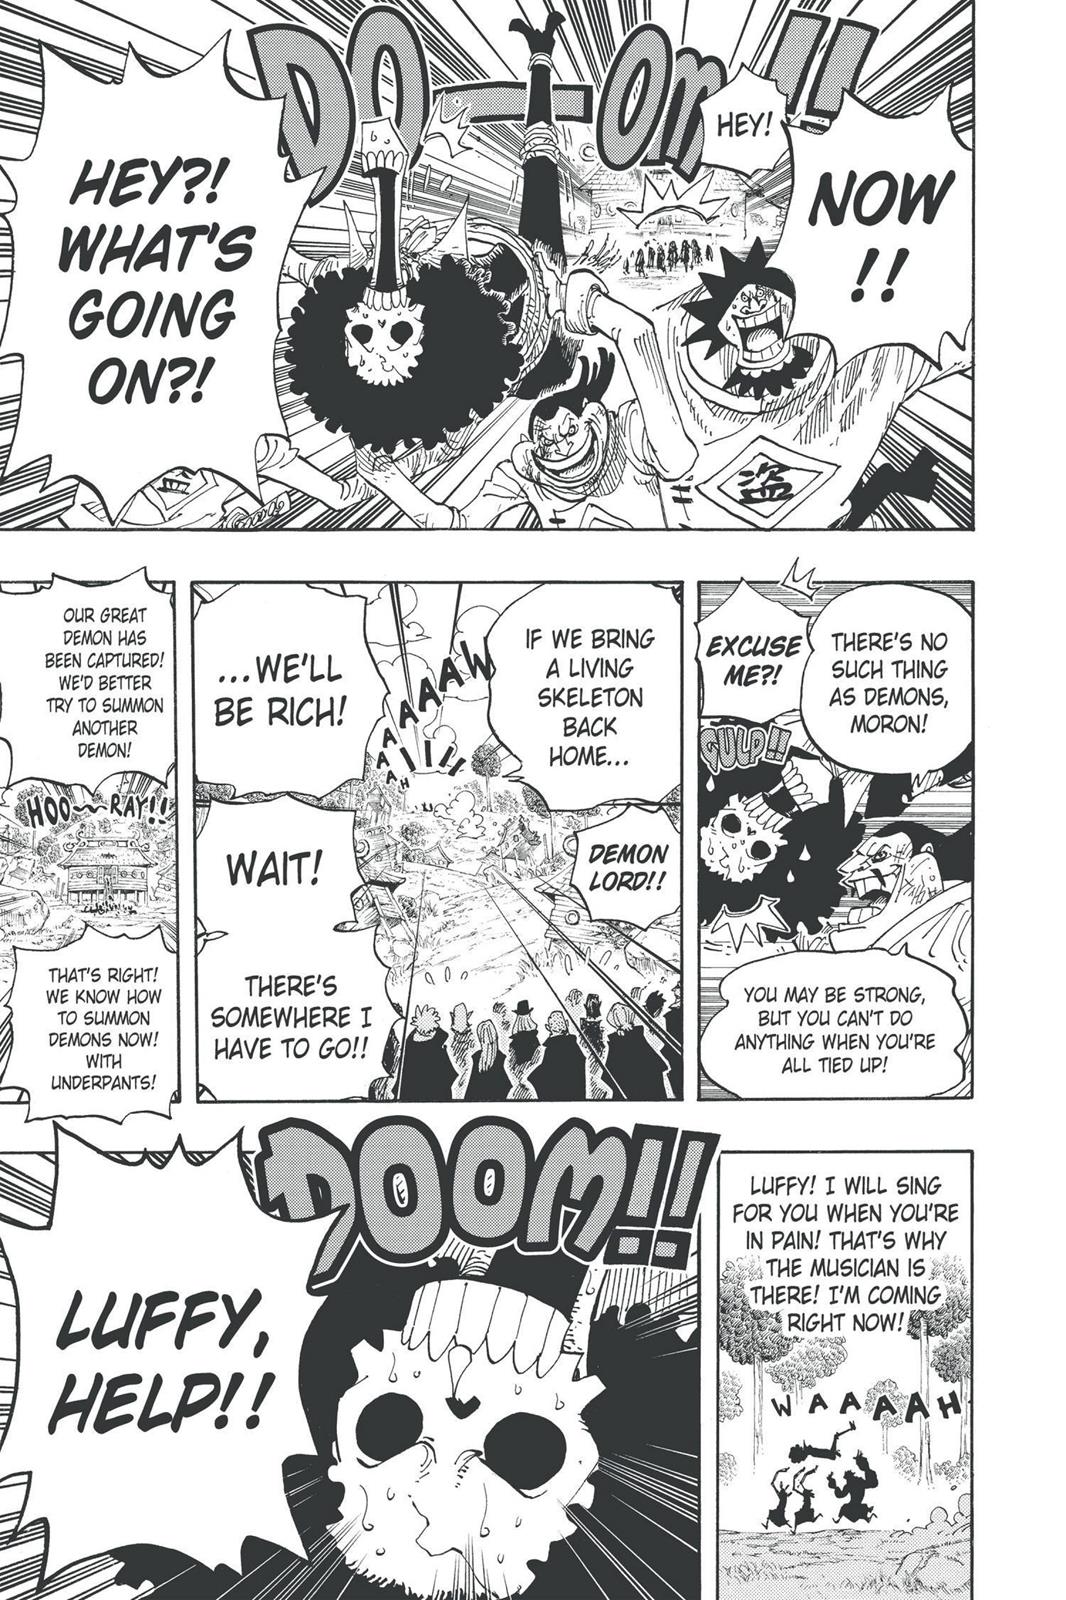 DO—OM!!
NOW
!!
HEY!
HEY?!
WHAT'S
GOING
ON?!
盗
THERE'S NO
SUCH THING
AS DEMONS,
MORON!
EXCUSE
ME?!
GULP!!
YOU MAY BE STRONG,
BUT YOU CAN'T DO
ANYTHING WHEN YOU'RE
ALL TIED UP!
IF WE BRING
A LIVING
SKELETON
BACK
HOME...
DEMON
LORD!!
AAAAAAAW
AAAH!!!!!
...WE'LL
BE RICH!
WAIT!
THERE'S
SOMEWHERE I
HAVE TO GO!!
OUR GREAT
DEMON HAS
BEEN CAPTURED!
WE'D BETTER
TRY TO SUMMON
ANOTHER
DEMON!
HOO~RAY!!
THAT'S RIGHT!
WE KNOW HOW
TO SUMMON
DEMONS NOW!
WITH
UNDERPANTS!
LUFFY! I WILL SING
FOR YOU WHEN YOU'RE
IN PAIN! THAT'S WHY
THE MUSICIAN IS
THERE! I'M COMING
RIGHT NOW!
WAAAAH
DOOM!!
LUFFY,
HELP!!